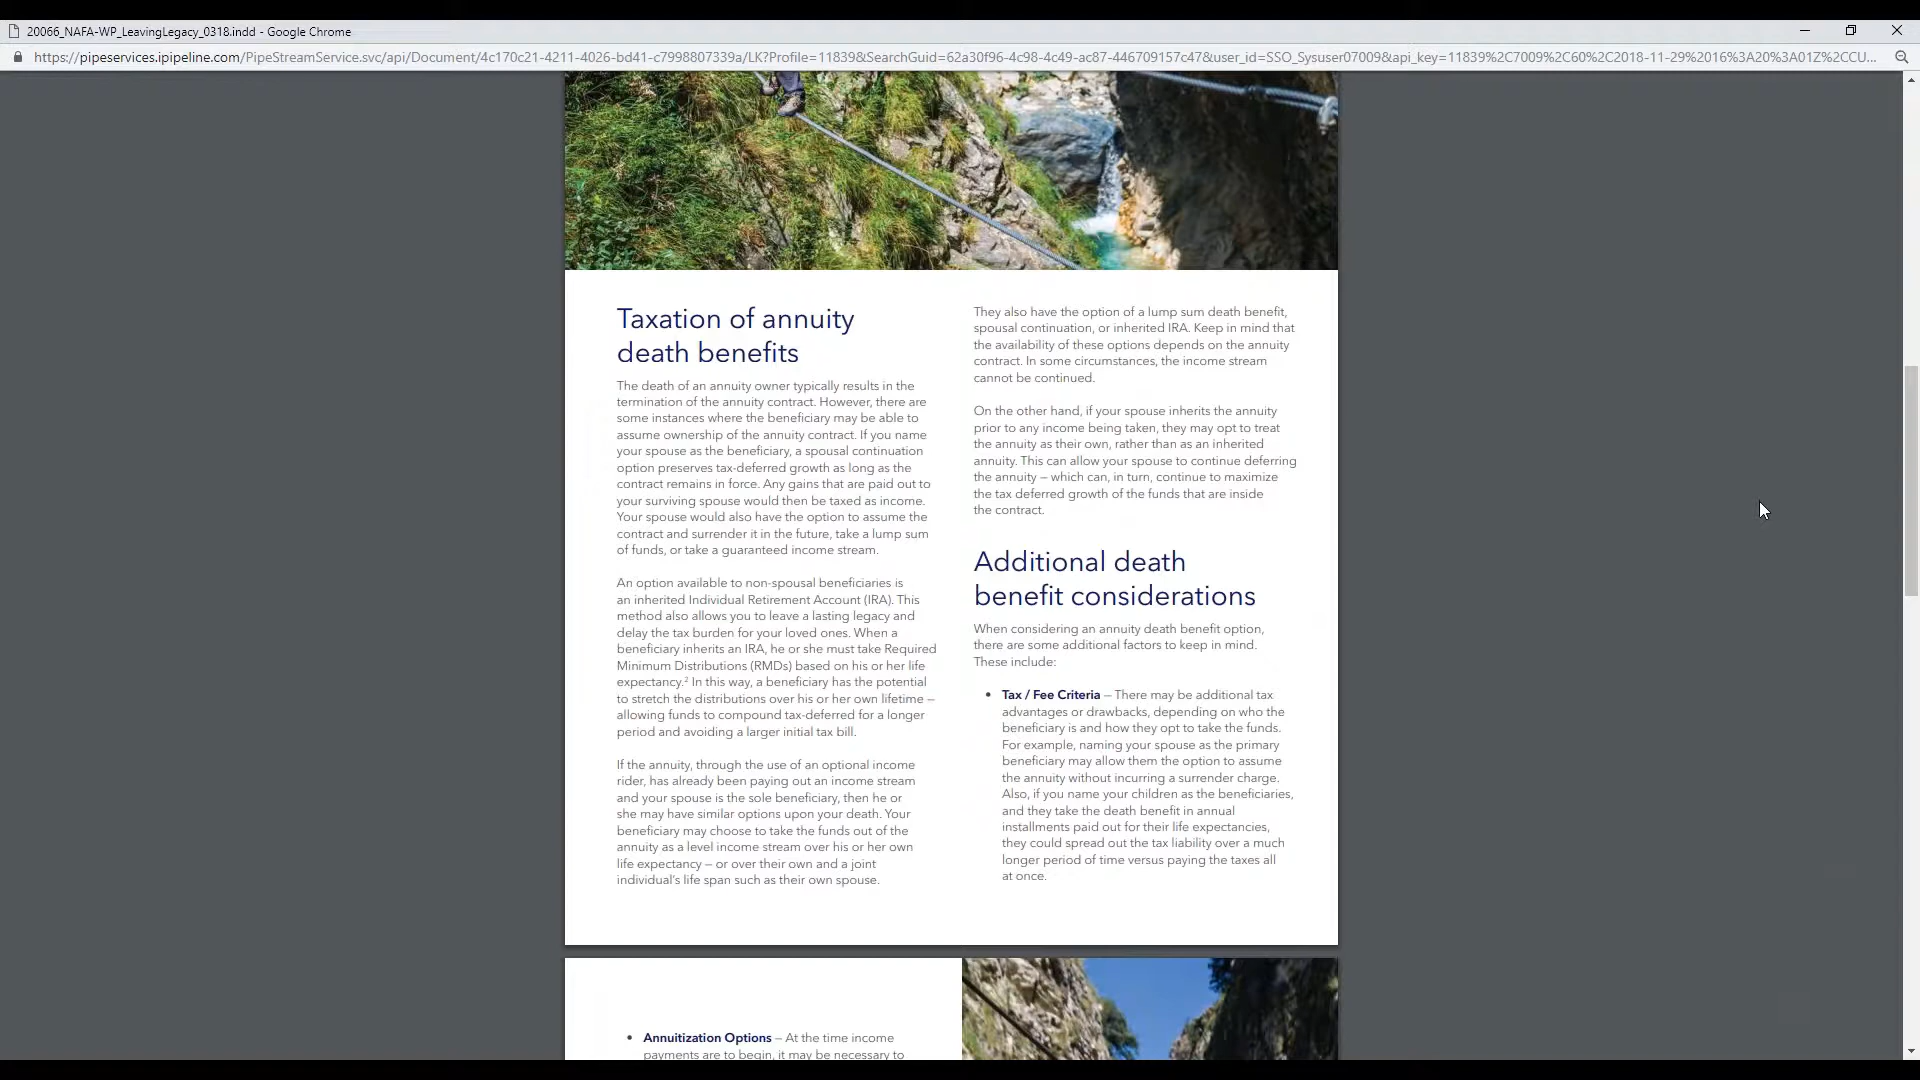 20066_NAFA-WP_LeavingLegacy_0318.indd - Google Chrome
https://pipeservices.ipipeline.com/PipeStreamService.svc/api/Document/4c170c21-4211-4026-bd41-c7998807339a/LK?Profile=11839&SearchGuid=62a30f96-4c98-4c49-ac87-446709157c47&user_id=SSO_Sysuser07009&api_key=11839%2C7009%2C60%2C2018-11-29%2016%3A20%3A01Z%2CCU...
Taxation of annuity
death benefits
The death of an annuity owner typically results in the
termination of the annuity contract. However, there are
some instances where the beneficiary may be able to
assume ownership of the annuity contract. If you name
your spouse as the beneficiary, a spousal continuation
option preserves tax-deferred growth as long as the
contract remains in force. Any gains that are paid out to
your surviving spouse would then be taxed as income.
Your spouse would also have the option to assume the
contract and surrender it in the future, take a lump sum
of funds, or take a guaranteed income stream.
An option available to non-spousal beneficiaries is
an inherited Individual Retirement Account (IRA). This
method also allows you to leave a lasting legacy and
delay the tax burden for your loved ones. When a
beneficiary inherits an IRA, he or she must take Required
Minimum Distributions (RMDs) based on his or her life
expectancy.² In this way, a beneficiary has the potential
to stretch the distributions over his or her own lifetime –
allowing funds to compound tax-deferred for a longer
period and avoiding a larger initial tax bill.
If the annuity, through the use of an optional income
rider, has already been paying out an income stream
and your spouse is the sole beneficiary, then he or
she may have similar options upon your death. Your
beneficiary may choose to take the funds out of the
annuity as a level income stream over his or her own
life expectancy – or over their own and a joint
individual's life span such as their own spouse.
They also have the option of a lump sum death benefit,
spousal continuation, or inherited IRA. Keep in mind that
the availability of these options depends on the annuity
contract. In some circumstances, the income stream
cannot be continued.
On the other hand, if your spouse inherits the annuity
prior to any income being taken, they may opt to treat
the annuity as their own, rather than as an inherited
annuity. This can allow your spouse to continue deferring
the annuity – which can, in turn, continue to maximize
the tax deferred growth of the funds that are inside
the contract.
Additional death
benefit considerations
When considering an annuity death benefit option,
there are some additional factors to keep in mind.
These include:
• Tax / Fee Criteria – There may be additional tax
advantages or drawbacks, depending on who the
beneficiary is and how they opt to take the funds.
For example, naming your spouse as the primary
beneficiary may allow them the option to assume
the annuity without incurring a surrender charge.
Also, if you name your children as the beneficiaries,
and they take the death benefit in annual
installments paid out for their life expectancies,
they could spread out the tax liability over a much
longer period of time versus paying the taxes all
at once.
• Annuitization Options – At the time income
payments are to begin, it may be necessary to